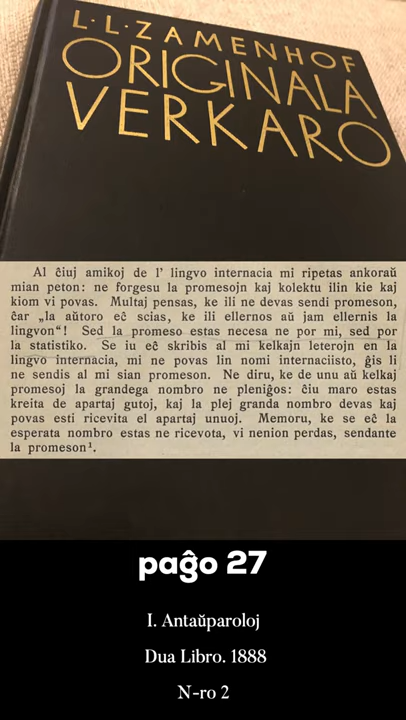 L·L·ZAMENHOF
ORIGINALA
VERKARO
Al ĉiuj amikoj de l' lingvo internacia mi ripetas ankoraŭ
mian peton: ne forgesu la promesojn kaj kolektu ilin kie kaj
kiom vi povas. Multaj pensas, ke ili ne devas sendi promeson,
ĉar „la aŭtoro eĉ scias, ke ili ellernos aŭ jam ellernis la
lingvon“! Sed la promeso estas necesa ne por mi, sed por
la statistiko. Se iu eĉ skribis al mi kelkajn leterojn en la
lingvo internacia, mi ne povas lin nomi internaciisto, ĝis li
ne sendis al mi sian promeson. Ne diru, ke de unu aŭ kelkaj
promesoj la grandega nombro ne pleniĝos: ĉiu maro estas
kreita de apartaj gutoj, kaj la plej granda nombro devas kaj
povas esti ricevita el apartaj unuoj. Memoru, ke se eĉ la
esperata nombro estas ne ricevota, vi nenion perdas, sendante
la promeson¹.
paĝo 27
I. Antaŭparoloj
Dua Libro. 1888
N-ro 2